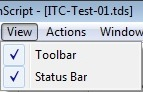 nScript - [ITC-Test-01.tds]
View Actions Window
Toolbar
Status Bar